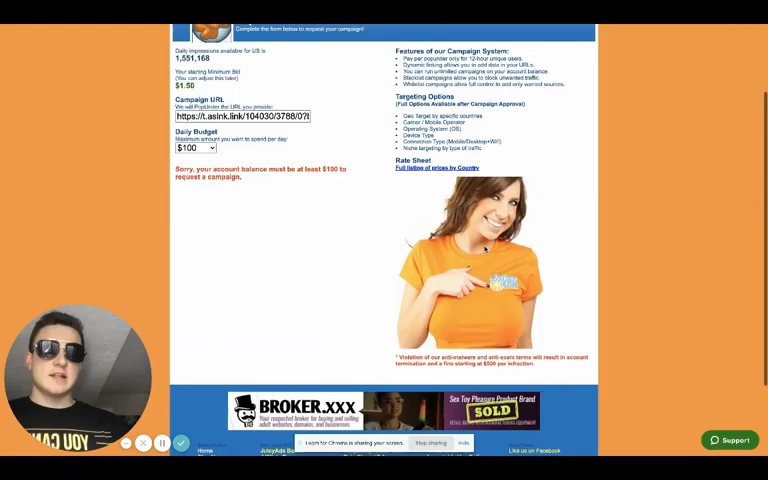 Complete the form below to request your campaign!
Daily impressions available for US is
1,551,168
Your starting Minimum Bid
(You can adjust this later)
$1.50
Campaign URL
We will PopUnder the URL you provide:
https://t.aslnk.link/104030/3788/0?b
Daily Budget
Maximum amount you want to spend per day:
$100
Sorry, your account balance must be at least $100 to
request a campaign.
Features of our Campaign System:
Pay per popunder only for 12-hour unique users.
Dynamic linking allows you to add data in your URLs.
You can run unlimited campaigns on your account balance.
Blacklist campaigns allow you to block unwanted traffic.
Whitelist campaigns allow full control to add only wanted sources.
Targeting Options
(Full Options Available after Campaign Approval)
Geo Target by specific countries
Carrier / Mobile Operator
Operating System (OS)
Device Type
Connection Type (Mobile/Desktop+Wifi)
Niche targeting by type of traffic
Rate Sheet
Full listing of prices by Country
* Violation of our anti-malware and anti-scam terms will result in account
termination and a fine starting at $500 per infraction.
BROKER.XXX
Your respected broker for buying and selling
adult websites, domains, and businesses.
Sex Toy Pleasure Product Brand
SOLD
YOU CAN
Loom for Chrome is sharing your screen.
Stop sharing
Hide
Support
Home
JuicyAds
Like us on Facebook